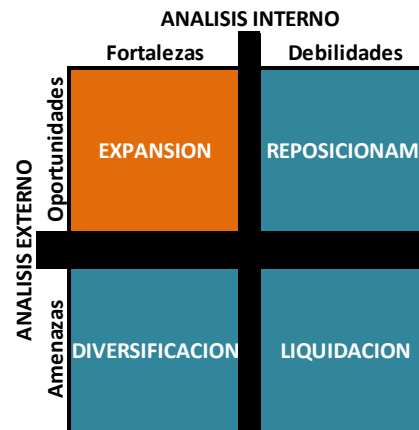 ANALISIS INTERNO
Fortalezas
Debilidades
ANALISIS EXTERNO
Oportunidades
EXPANSION
REPOSICIONAM
Amenazas
DIVERSIFICACION
LIQUIDACION